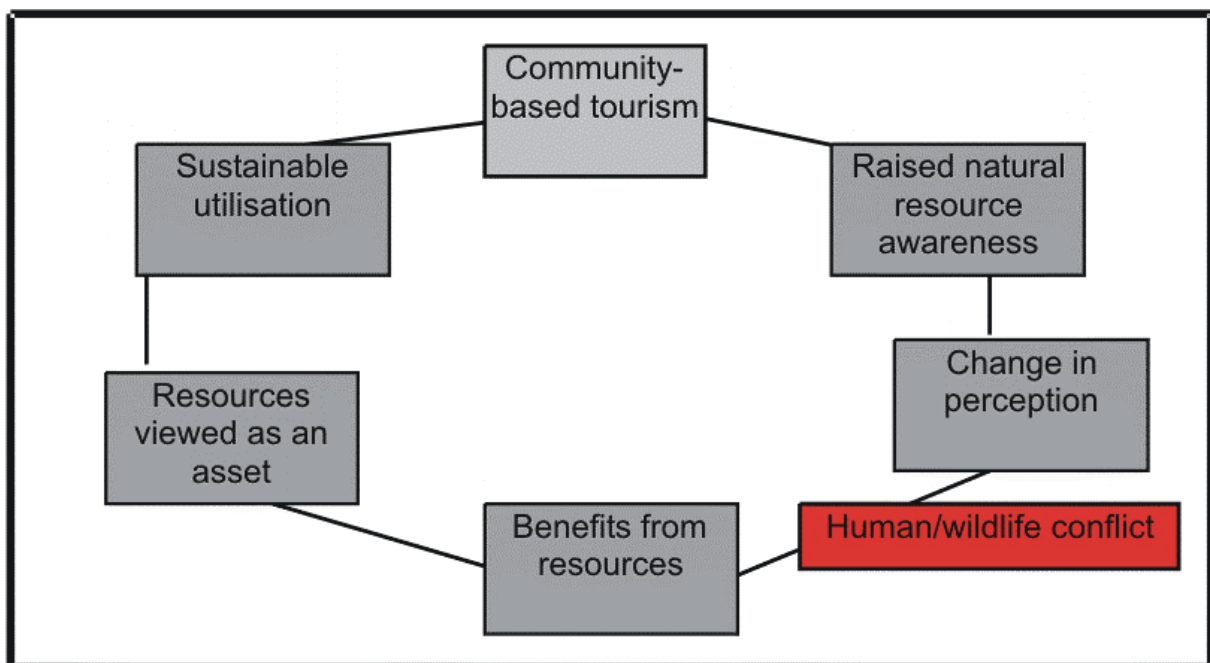 Community-
based tourism
Sustainable
utilisation
Raised natural
resource
awareness
Change in
perception
Resources
viewed as an
asset
Benefits from
resources
Human/wildlife conflict